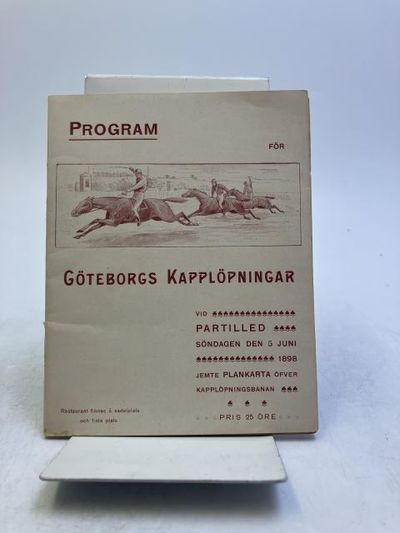 PROGRAM
FÖR
GÖTEBORGS KAPPLÖPNINGAR
VID
PARTILLED
SÖNDAGEN DEN 5 JUNI
1898
JEMTE PLANKARTA ÖFVER
KAPPLÖPNINGSBANAN
PRIS 25 ÖRE
Restaurant finnes å sadelplats
och lista plats